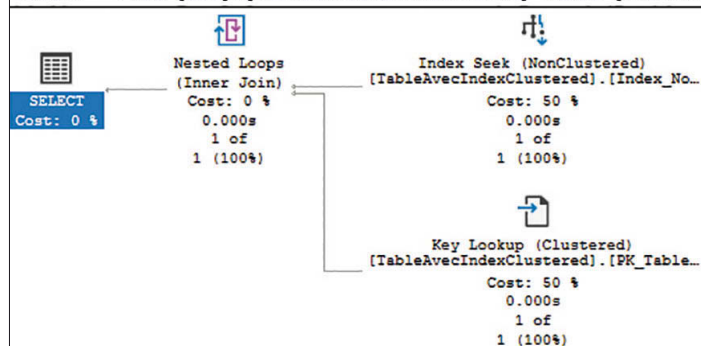 Nested Loops
(Inner Join)
Cost: 0 %
0.000s
1 of
1 (100%)
Index Seek (NonClustered)
[TableAvecIndexClustered].[Index_No…
Cost: 50 %
0.000s
1 of
1 (100%)
SELECT
Cost: 0 %
Key Lookup (Clustered)
[TableAvecIndexClustered].[PK_Table…
Cost: 50 %
0.000s
1 of
1 (100%)